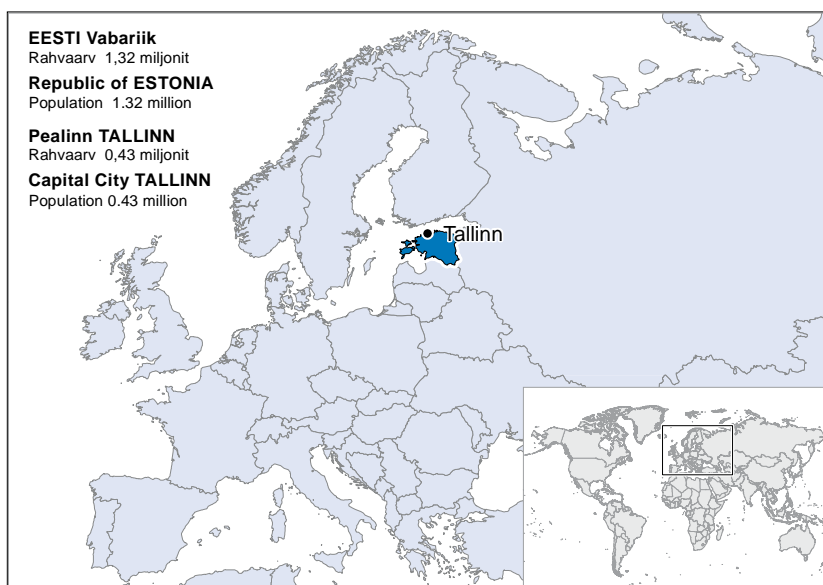 EESTI Vabariik
Rahvaarv 1,32 miljonit
Republic of ESTONIA
Population 1.32 million
Pealinn TALLINN
Rahvaarv 0,43 miljonit
Capital City TALLINN
Population 0.43 million
Tallinn